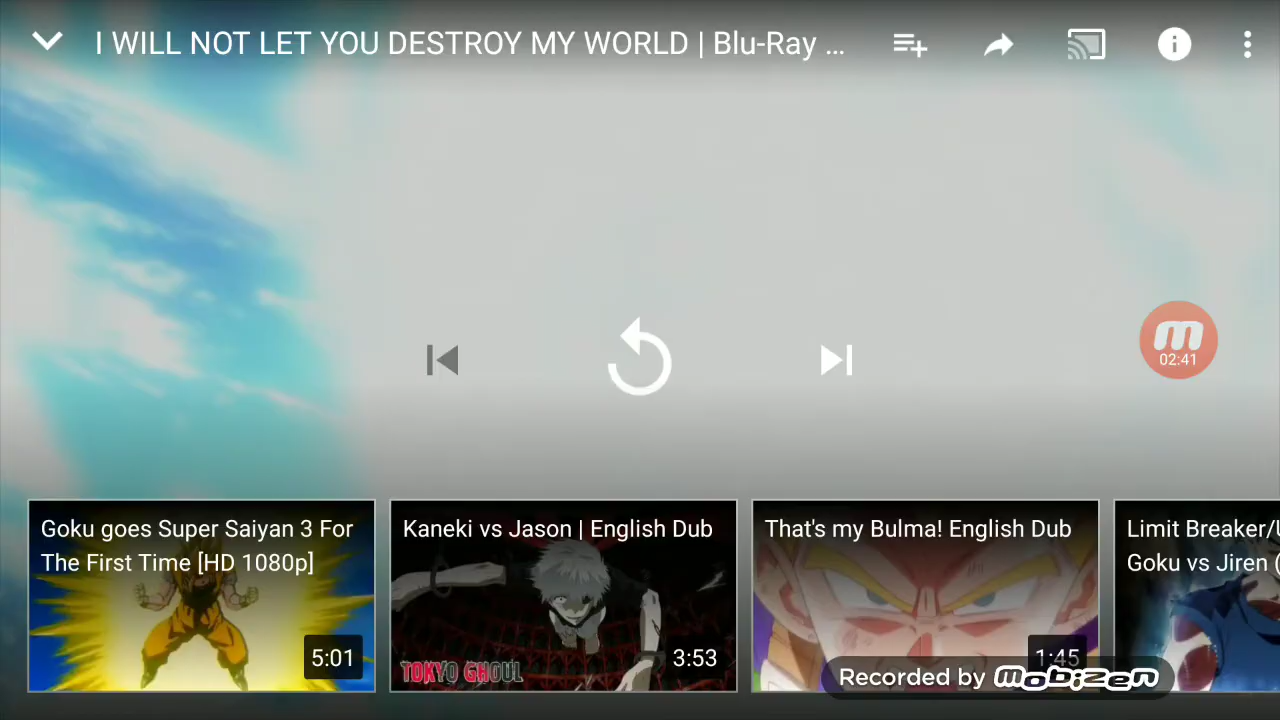 I WILL NOT LET YOU DESTROY MY WORLD | Blu-Ray ...
m
02:41
Goku goes Super Saiyan 3 For
The First Time [HD 1080p]
5:01
Kaneki vs Jason | English Dub
TOKYO GHOUL
3:53
That's my Bulma! English Dub
1:45
Limit Breaker/
Goku vs Jiren (
Recorded by mobizen